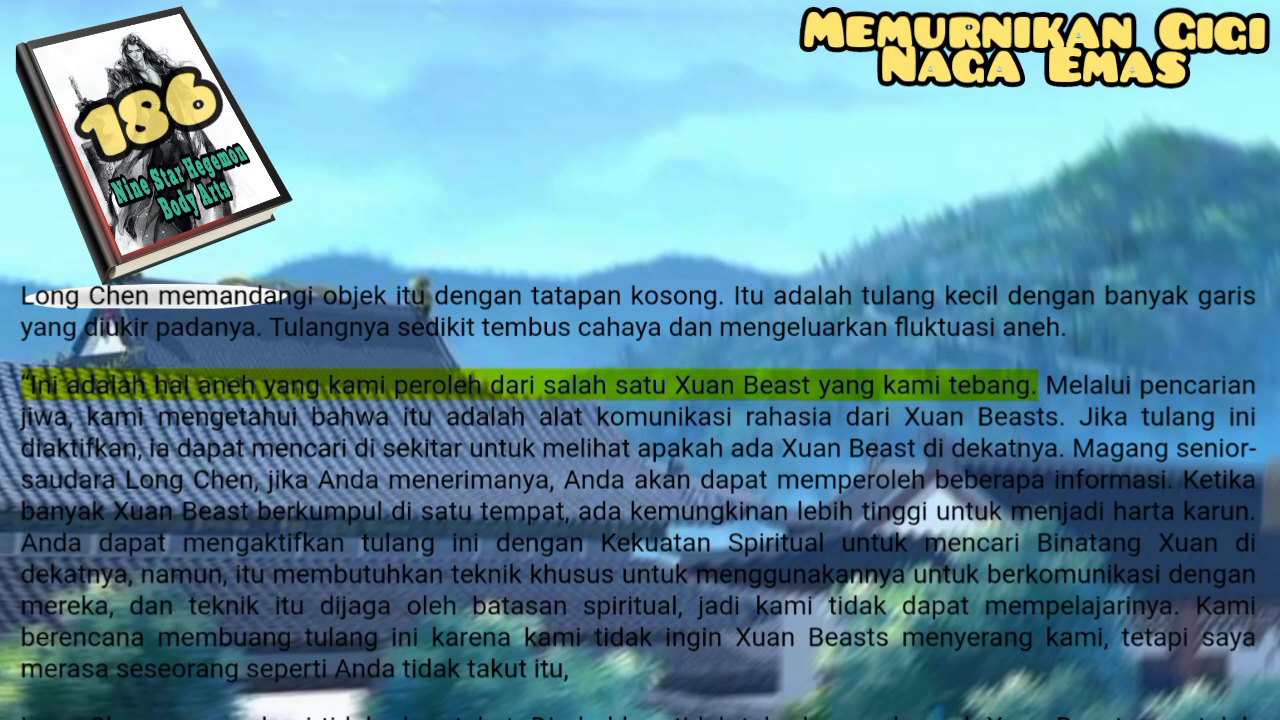 Memurnikan Gigi
Naga Emas
186
Nine Star Hegemon
Body Arts
Long Chen memandangi objek itu dengan tatapan kosong. Itu adalah tulang kecil dengan banyak garis
yang diukir padanya. Tulangnya sedikit tembus cahaya dan mengeluarkan fluktuasi aneh.
"Ini adalah hal aneh yang kami peroleh dari salah satu Xuan Beast yang kami tebang. Melalui pencarian
jiwa, kami mengetahui bahwa itu adalah alat komunikasi rahasia dari Xuan Beasts. Jika tulang ini
diaktifkan, ia dapat mencari di sekitar untuk melihat apakah ada Xuan Beast di dekatnya. Magang senior-
saudara Long Chen, jika Anda menerimanya, Anda akan dapat memperoleh beberapa informasi. Ketika
banyak Xuan Beast berkumpul di satu tempat, ada kemungkinan lebih tinggi untuk menjadi harta karun.
Anda dapat mengaktifkan tulang ini dengan Kekuatan Spiritual untuk mencari Binatang Xuan di
dekatnya, namun, itu membutuhkan teknik khusus untuk menggunakannya untuk berkomunikasi dengan
mereka, dan teknik itu dijaga oleh batasan spiritual, jadi kami tidak dapat mempelajarinya. Kami
berencana membuang tulang ini karena kami tidak ingin Xuan Beasts menyerang kami, tetapi saya
merasa seseorang seperti Anda tidak takut itu,